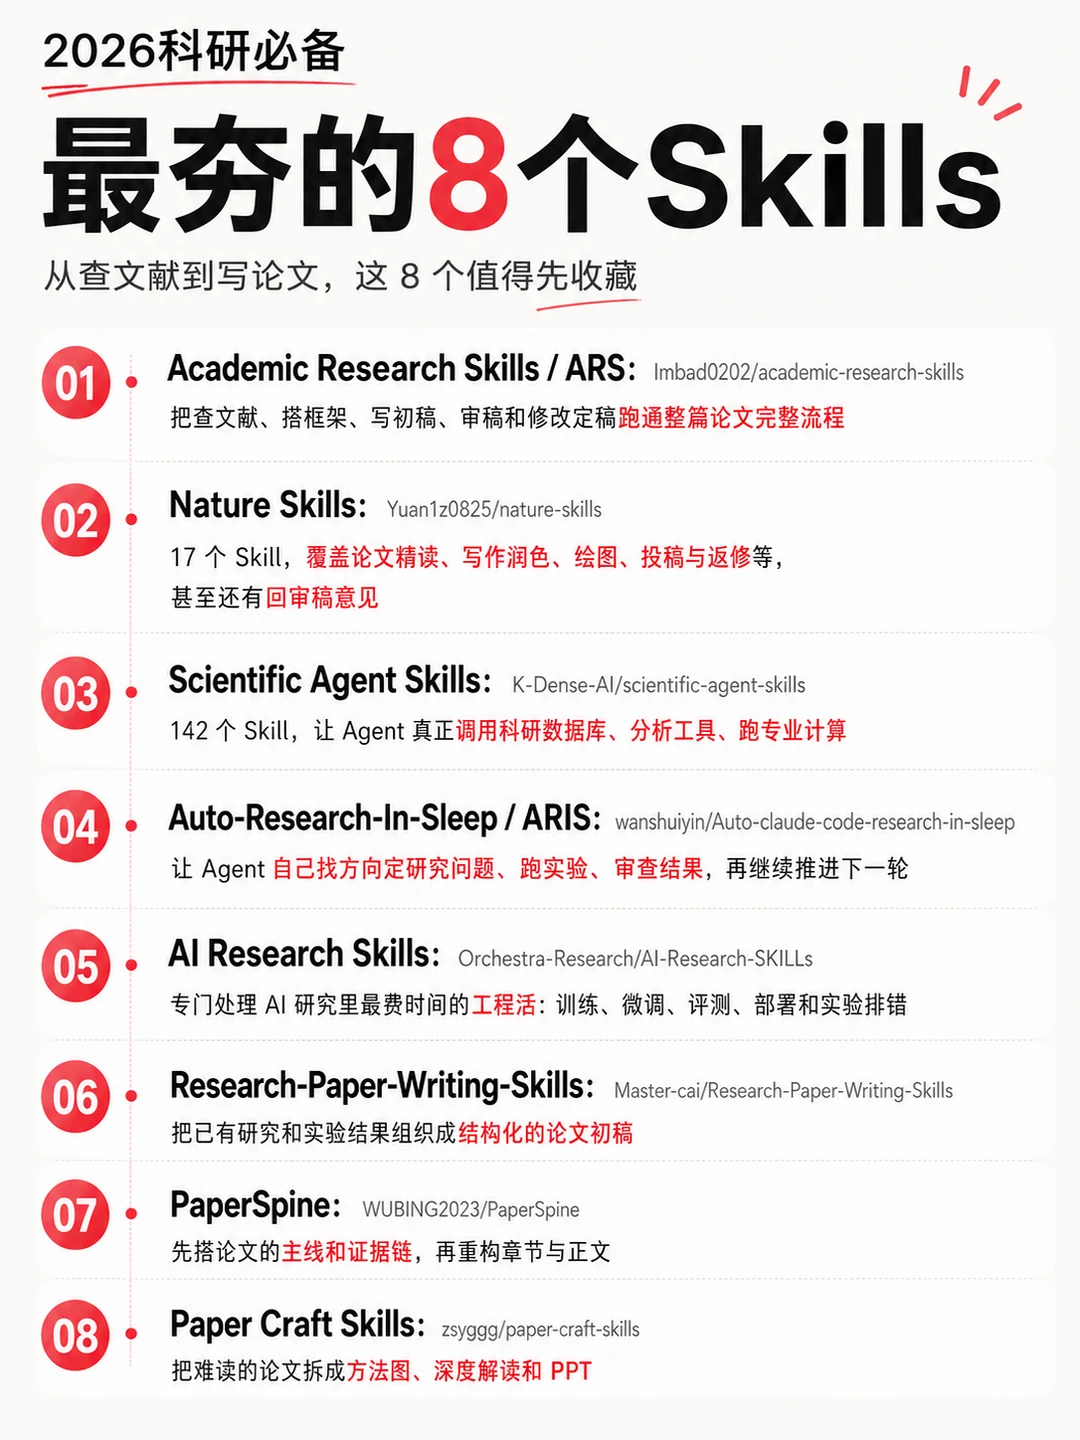 2026科研必备
最夯的8个Skills
从查文献到写论文，这 8 个值得先收藏
01
Academic Research Skills / ARS: Imbad0202/academic-research-skills
把查文献、搭框架、写初稿、审稿和修改定稿跑通整篇论文完整流程
02
Nature Skills: Yuan1z0825/nature-skills
17 个 Skill，覆盖论文精读、写作润色、绘图、投稿与返修等，
甚至还有回审稿意见
03
Scientific Agent Skills: K-Dense-AI/scientific-agent-skills
142 个 Skill，让 Agent 真正调用科研数据库、分析工具、跑专业计算
04
Auto-Research-In-Sleep / ARIS: wanshuiyin/Auto-claude-code-research-in-sleep
让 Agent 自己找方向定研究问题、跑实验、审查结果，再继续推进下一轮
05
AI Research Skills: Orchestra-Research/AI-Research-SKILLs
专门处理 AI 研究里最费时间的工程活：训练、微调、评测、部署和实验排错
06
Research-Paper-Writing-Skills: Master-cai/Research-Paper-Writing-Skills
把已有研究和实验结果组织成结构化的论文初稿
07
PaperSpine: WUBING2023/PaperSpine
先搭论文的主线和证据链，再重构章节与正文
08
Paper Craft Skills: zsyggg/paper-craft-skills
把难读的论文拆成方法图、深度解读和 PPT